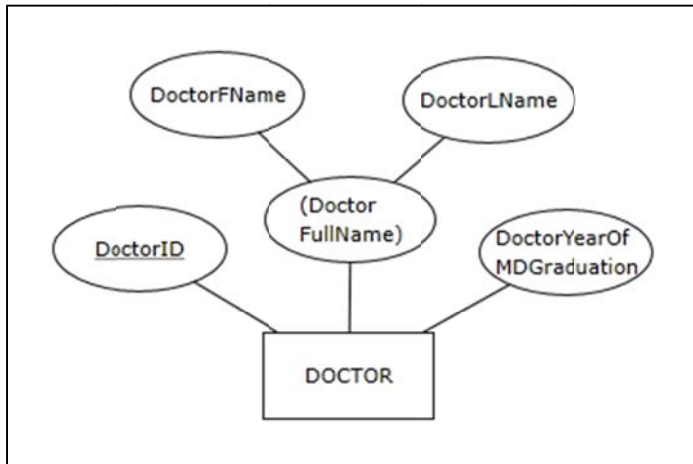 DoctorFName
DoctorLName
(Doctor
FullName)
DoctorID
DoctorYearOf
MDGraduation
DOCTOR